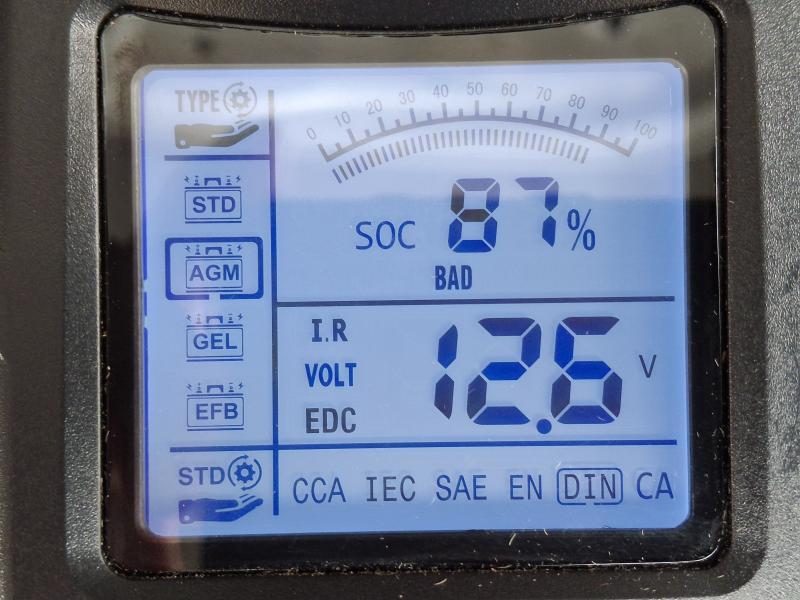 TYPE
0 10 20 30 40 50 60 70 80 90 100
STD
SOC 87%
AGM
BAD
I.R
GEL
VOLT 12.6 V
EFB
EDC
STD
CCA IEC SAE EN DIN CA